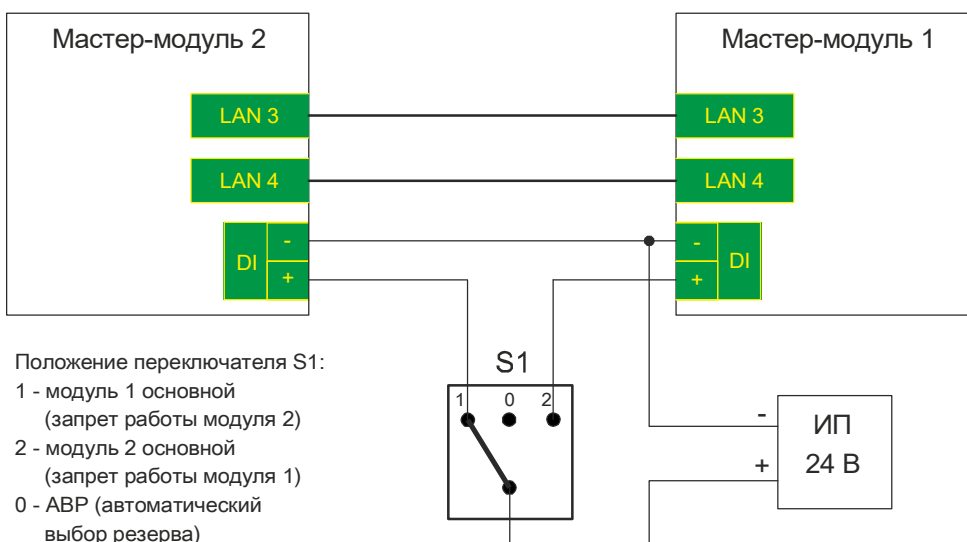 Мастер-модуль 2
Мастер-модуль 1
LAN 3
LAN 3
LAN 4
LAN 4
DI
-
+
-
+
DI
Положение переключателя S1:
1 - модуль 1 основной
(запрет работы модуля 2)
2 - модуль 2 основной
(запрет работы модуля 1)
0 - АВР (автоматический
выбор резерва)
S1
1 0 2
-
+
ИП
24 В